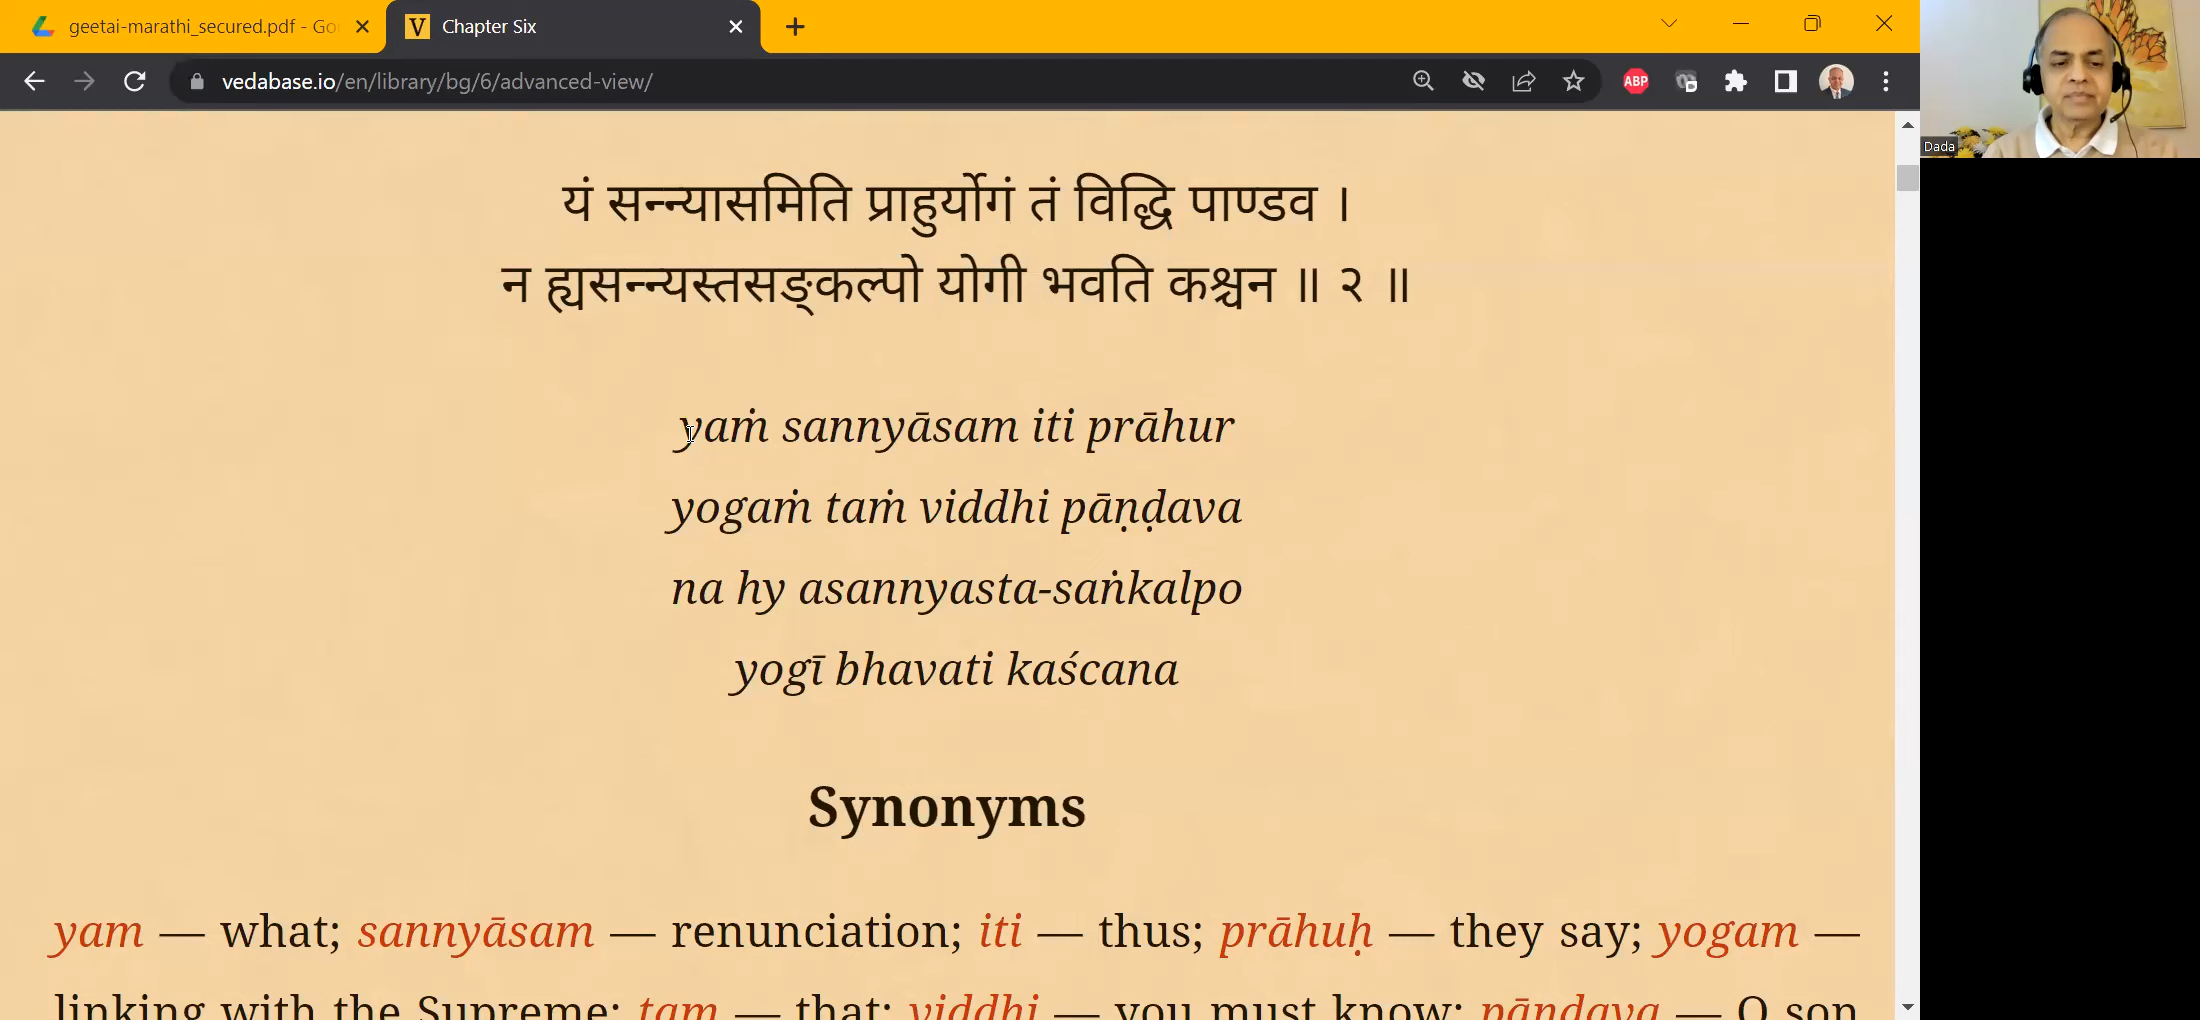 geetai-marathi_secured.pdf - Go
Chapter Six
vedabase.io/en/library/bg/6/advanced-view/
ABP
Dada
यं सन्न्यासमिति प्राहुर्योगं तं विद्धि पाण्डव ।
न ह्यसन्न्यस्तसङ्कल्पो योगी भवति कश्चन ॥ २ ॥
yaṁ sannyāsam iti prāhur
yogaṁ taṁ viddhi pāṇḍava
na hy asannyasta-saṅkalpo
yogī bhavati kaścana
Synonyms
yam — what; sannyāsam — renunciation; iti — thus; prāhuḥ — they say; yogam —
linking with the Supreme; tam — that; viddhi — you must know; pāṇḍava — O son